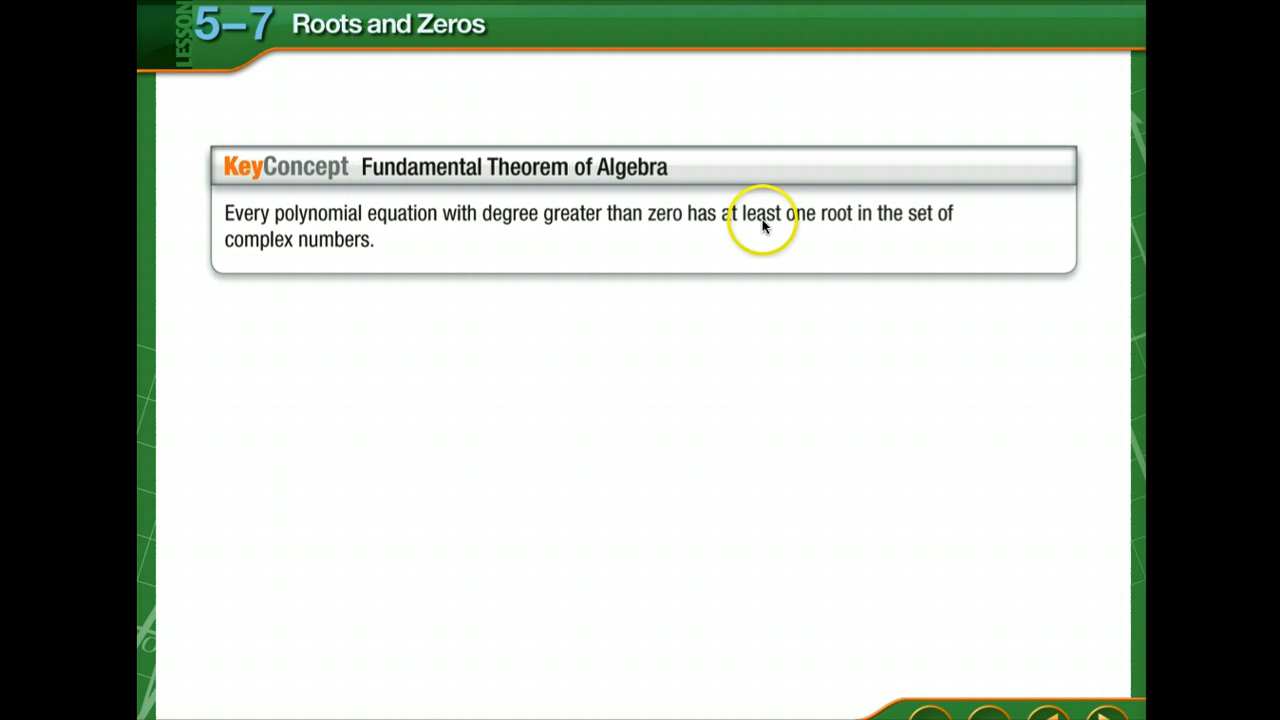 LESSON 5–7 Roots and Zeros
KeyConcept Fundamental Theorem of Algebra
Every polynomial equation with degree greater than zero has at least one root in the set of
complex numbers.